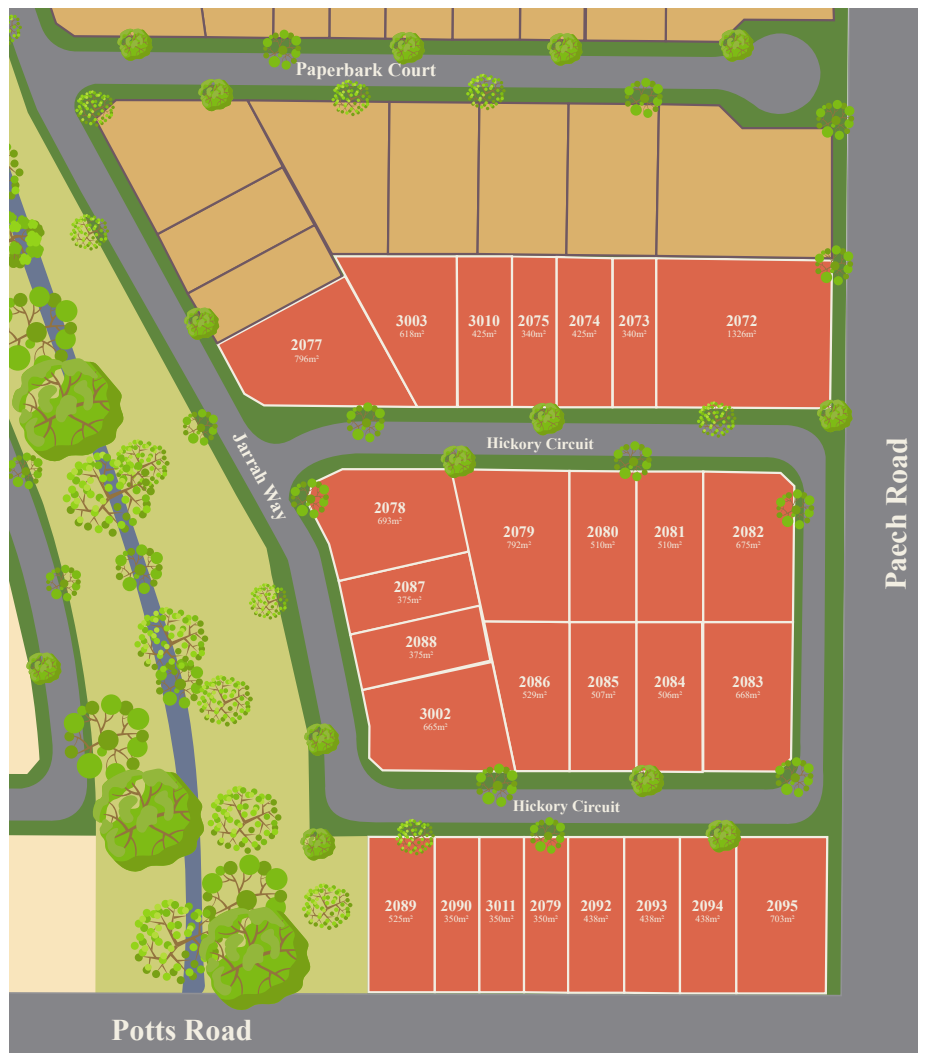 Paperbark Court
3003
618m²
3010
425m²
2075
340m²
2074
425m²
2073
340m²
2072
1326m²
2077
796m²
Jarrah Way
Hickory Circuit
Paech Road
2078
693m²
2079
792m²
2080
510m²
2081
510m²
2082
675m²
2087
375m²
2088
375m²
3002
665m²
2086
529m²
2085
507m²
2084
506m²
2083
668m²
Hickory Circuit
2089
525m²
2090
350m²
3011
350m²
2079
350m²
2092
438m²
2093
438m²
2094
438m²
2095
703m²
Potts Road